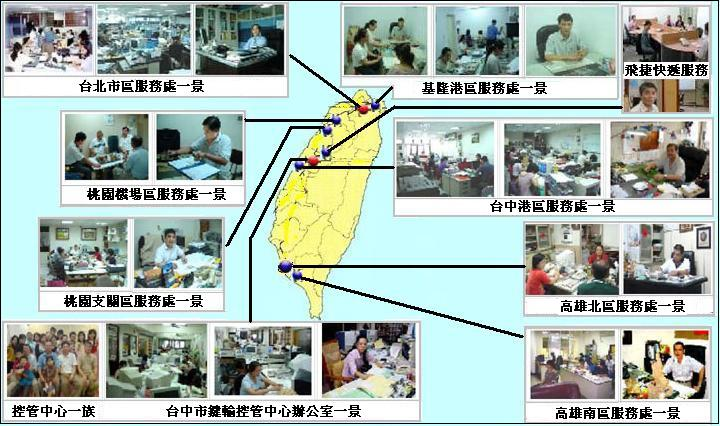 台北市區服務處一景
基隆港區服務處一景
飛捷快遞服務
桃園機場區服務處一景
台中港區服務處一景
桃園支關區服務處一景
高雄北區服務處一景
控管中心一族
台中市鍵輸控管中心辦公室一景
高雄南區服務處一景